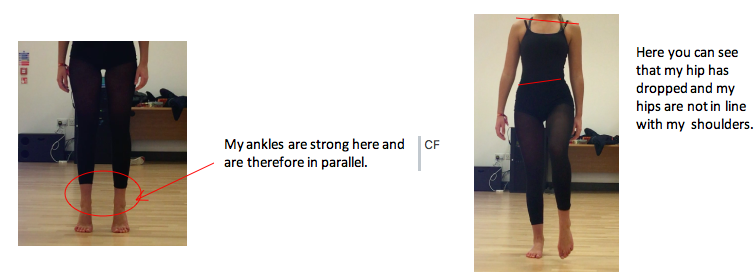 My ankles are strong here and
are therefore in parallel.
CF
Here you can see
that my hip has
dropped and my
hips are not in line
with my shoulders.